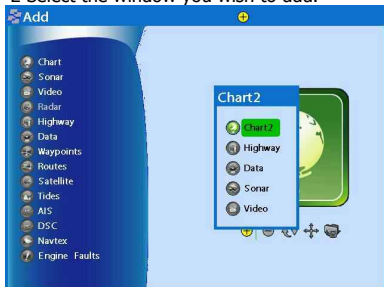 2 Select the window you wish to add:
Add
Chart
Sonar
Video
Radar
Highway
Data
Waypoints
Routes
Satellite
Tides
AIS
DSC
Navtex
Engine Faults
Chart2
Chart2
Highway
Data
Sonar
Video